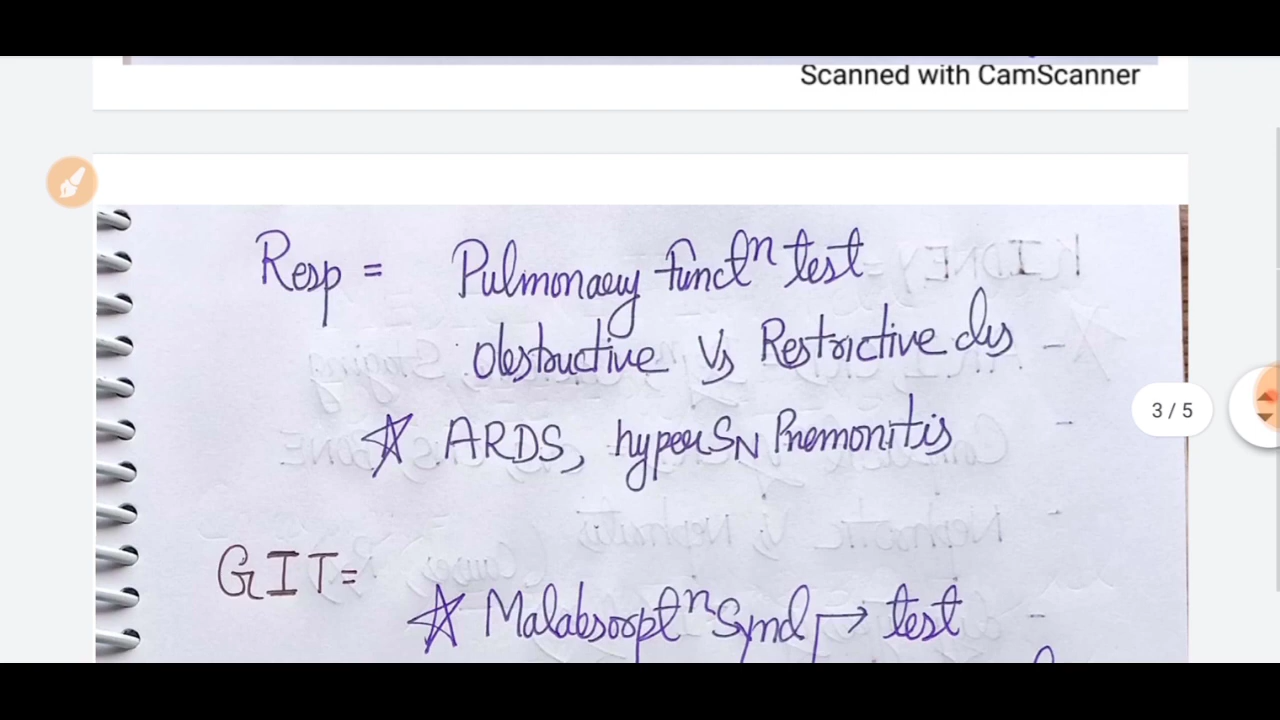 Scanned with CamScanner
Resp = Pulmonary functⁿ test
Obstructive Vs Restrictive dis
☆ ARDS, hyperSN Pnemonitis
3 / 5
GIT=
☆ Malabsorptⁿ Synd → test